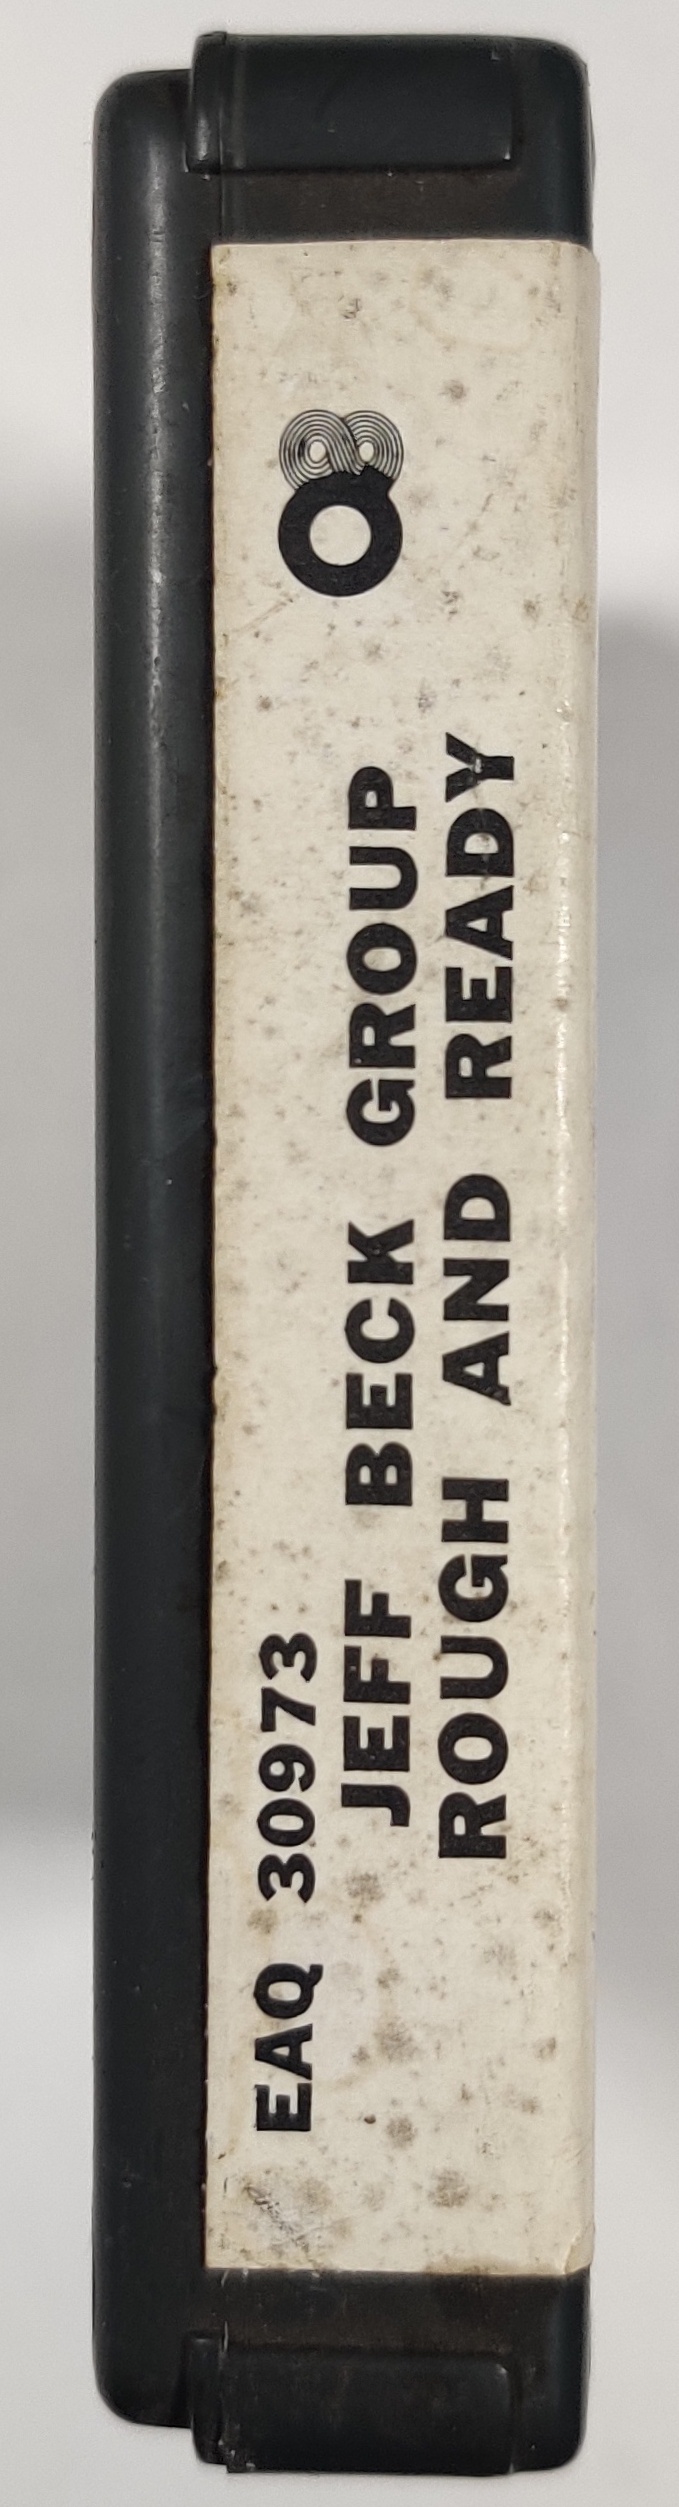 EAQ 30973
JEFF BECK GROUP
ROUGH AND READY